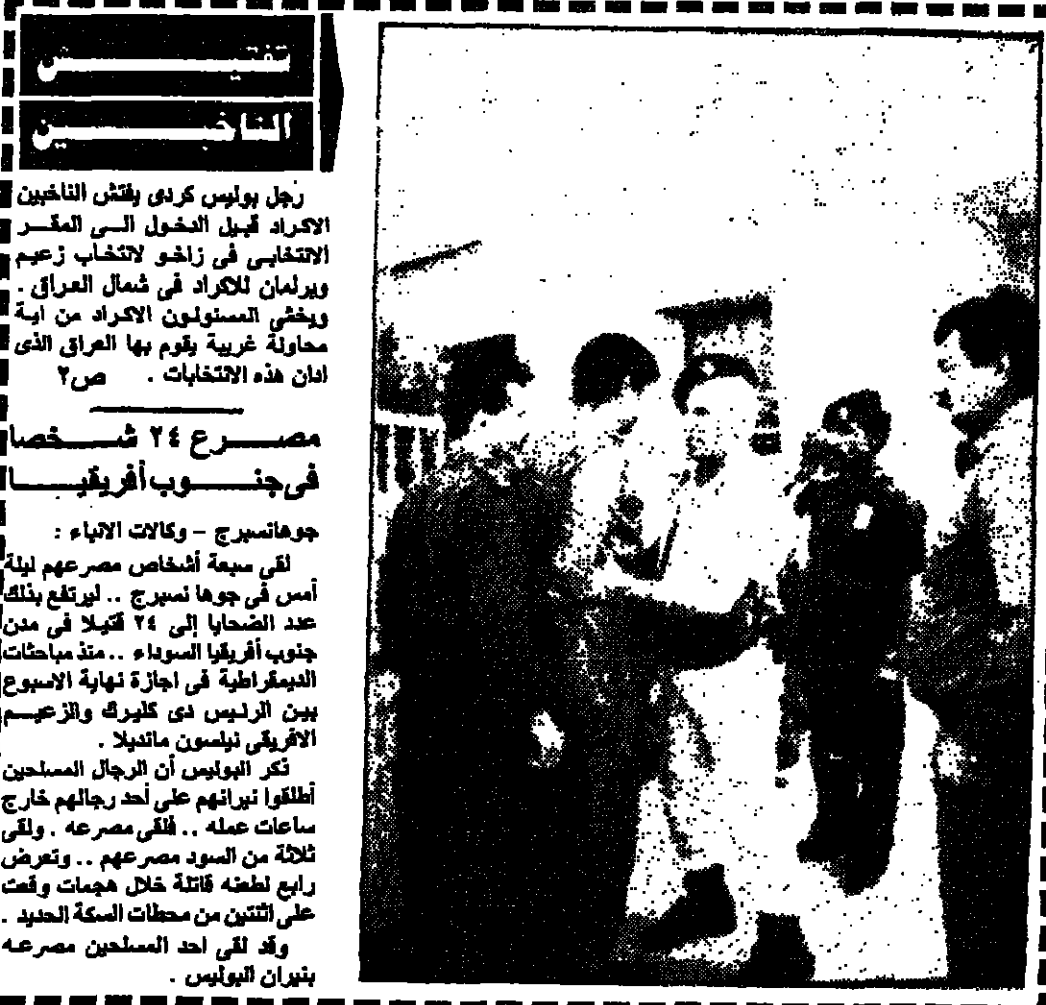 تفتيش
الناخبين
رجل بوليس كردى يفتش الناخبين
الاكراد قبيل الدخول الى المقر
الانتخابى فى زاخو لانتخاب زعيم
وبرلمان للاكراد فى شمال العراق .
ويخشى المسئولون الاكراد من اية
محاولة غريبة يقوم بها العراق الذى
ادان هذه الانتخابات . ص٢
مصرع ٢٤ شخصا
فى جنوب أفريقيا
جوهانسبرج – وكالات الانباء :
لقى سبعة أشخاص مصرعهم ليلة
أمس فى جوها نسبرج .. ليرتفع بذلك
عدد الضحايا إلى ٢٤ قتيلا فى مدن
جنوب أفريقيا السوداء .. منذ مباحثات
الديمقراطية فى اجازة نهاية الاسبوع
بين الرئيس دى كليرك والزعيم
الافريقى نيلسون مانديلا .
ذكر البوليس أن الرجال المسلحين
أطلقوا نيرانهم على أحد رجالهم خارج
ساعات عمله .. فلقى مصرعه . ولقى
ثلاثة من السود مصرعهم .. وتعرض
رابع لطعنه قاتلة خلال هجمات وقعت
على اثنتين من محطات السكة الحديد .
وقد لقى احد المسلحين مصرعه
بنيران البوليس .